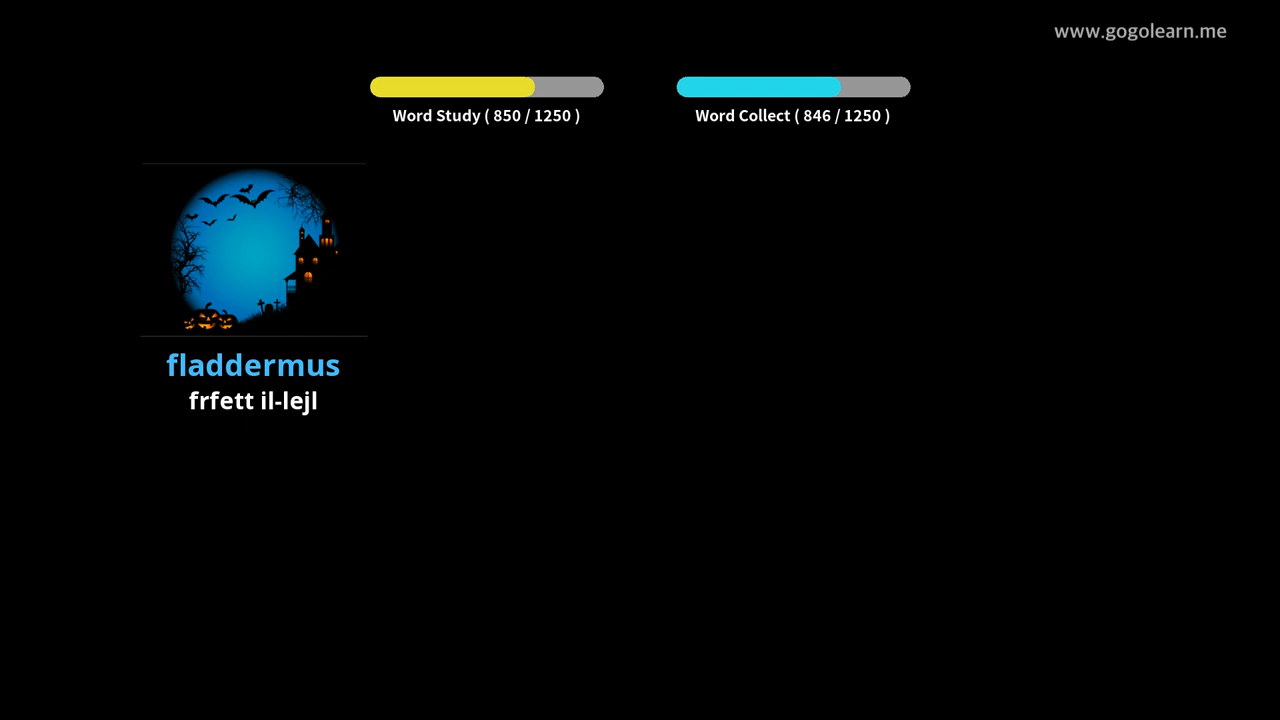 www.gogolearn.me
Word Study ( 850 / 1250 )
Word Collect ( 846 / 1250 )
fladdermus
frfett il-lejl